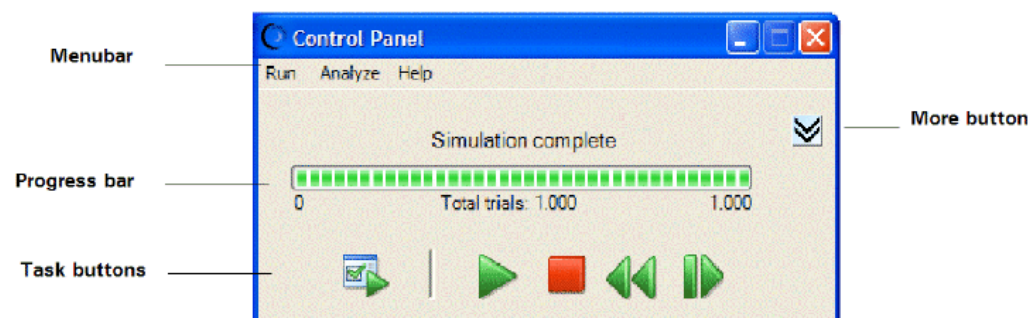 Control Panel
Menubar
Run Analyze Help
More button
Simulation complete
Progress bar
0 Total trials: 1.000 1.000
Task buttons